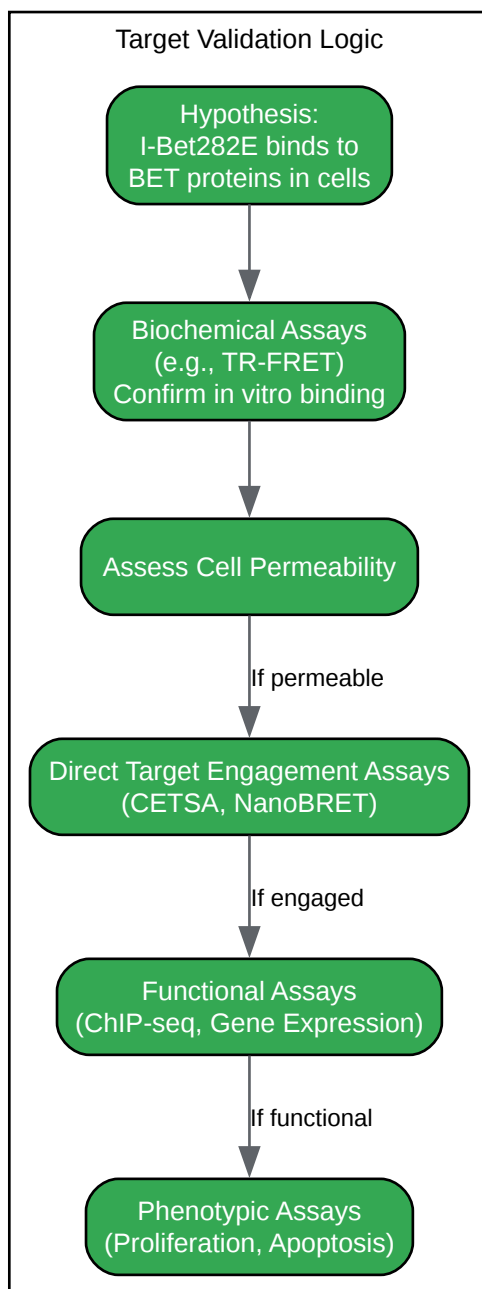 Target Validation Logic
Hypothesis:
I-Bet282E binds to
BET proteins in cells
Biochemical Assays
(e.g., TR-FRET)
Confirm in vitro binding
Assess Cell Permeability
If permeable
Direct Target Engagement Assays
(CETSA, NanoBRET)
If engaged
Functional Assays
(ChIP-seq, Gene Expression)
If functional
Phenotypic Assays
(Proliferation, Apoptosis)